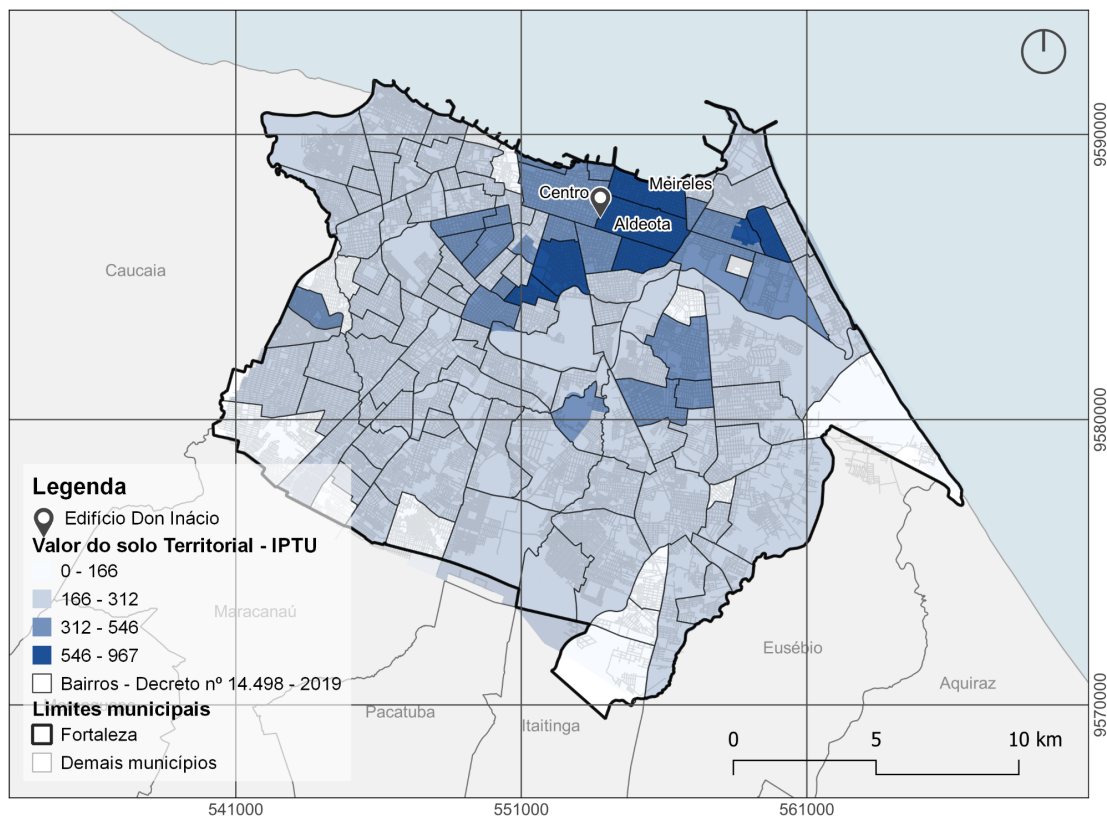 9590000
Meireles
Centro
Aldeota
Caucaia
9580000
Legenda
Edifício Don Inácio
Valor do solo Territorial - IPTU
0 - 166
166 - 312
312 - 546
546 - 967
Bairros - Decreto nº 14.498 - 2019
Limites municipais
Fortaleza
Demais municípios
Maracanaú
Eusébio
Aquiraz
Pacatuba
Itaitinga
9570000
0 5 10 km
541000 551000 561000